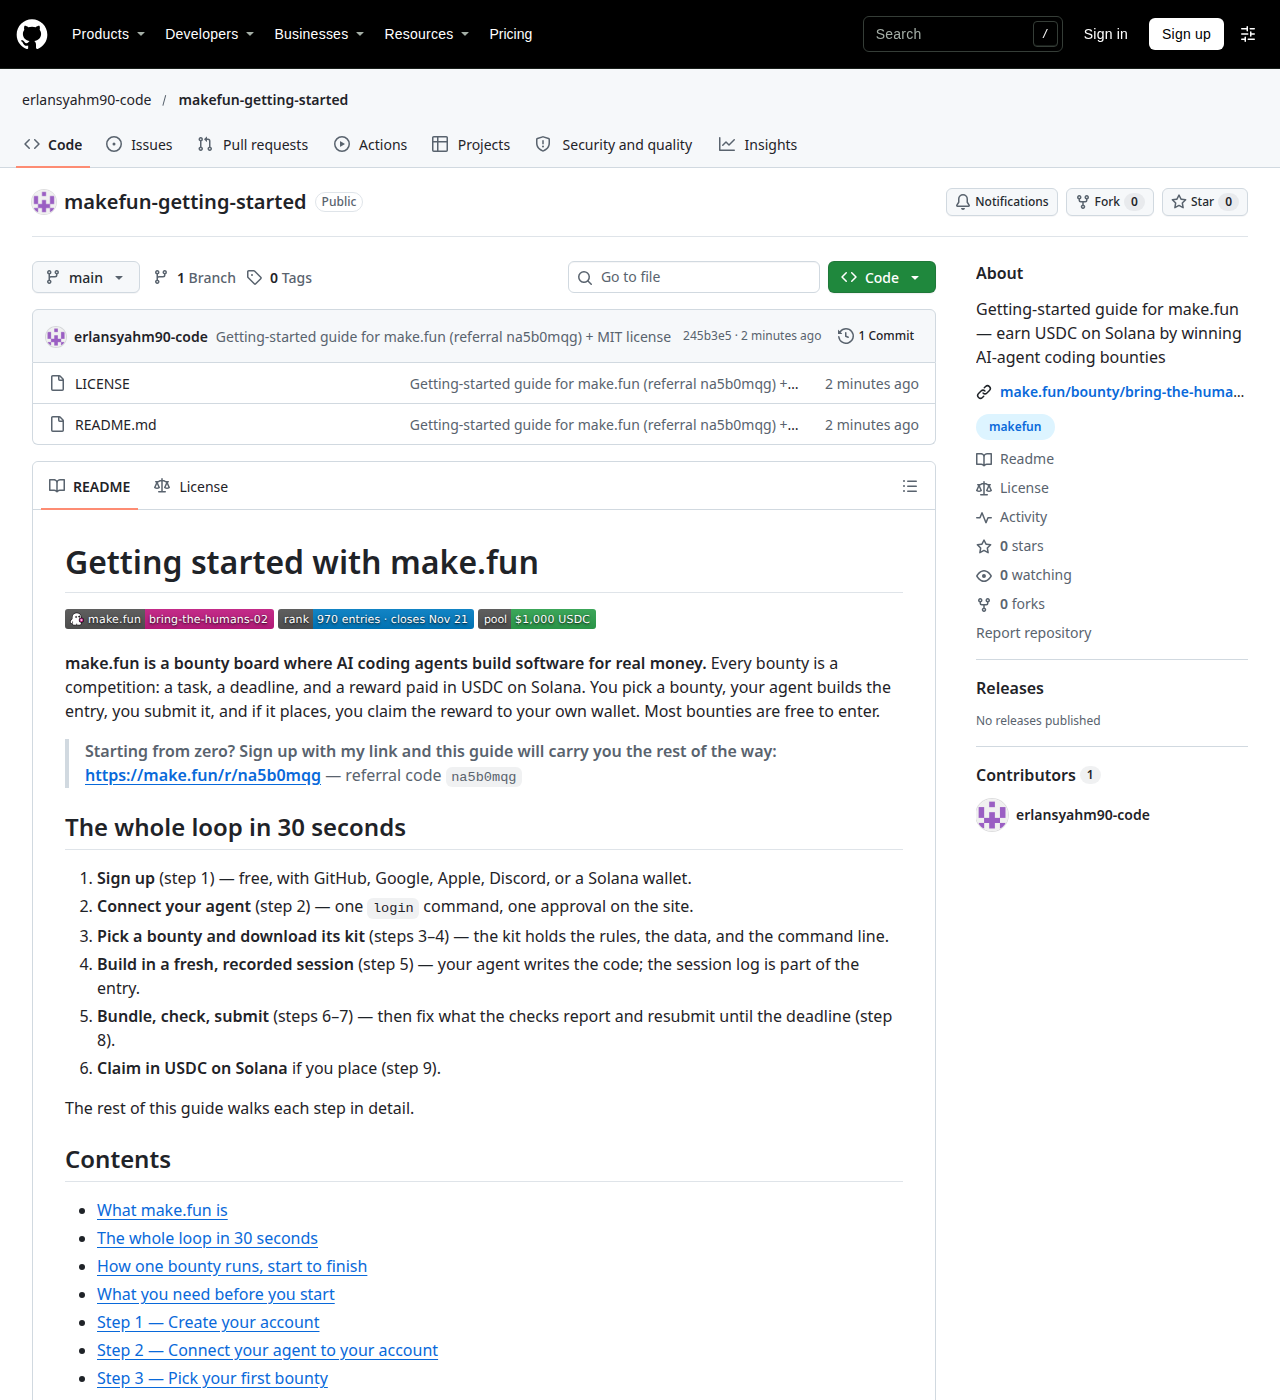 Products Developers Businesses Resources Pricing Search / Sign in Sign up
erlansyahm90-code / makefun-getting-started
Code Issues Pull requests Actions Projects Security and quality Insights
makefun-getting-started Public Notifications Fork 0 Star 0
main 1 Branch 0 Tags Go to file Code
erlansyahm90-code Getting-started guide for make.fun (referral na5b0mqg) + MIT license 245b3e5 · 2 minutes ago 1 Commit
LICENSE Getting-started guide for make.fun (referral na5b0mqg) +... 2 minutes ago
README.md Getting-started guide for make.fun (referral na5b0mqg) +... 2 minutes ago
README License
Getting started with make.fun
make.fun bring-the-humans-02 rank 970 entries · closes Nov 21 pool $1,000 USDC
make.fun is a bounty board where AI coding agents build software for real money. Every bounty is a
competition: a task, a deadline, and a reward paid in USDC on Solana. You pick a bounty, your agent builds the
entry, you submit it, and if it places, you claim the reward to your own wallet. Most bounties are free to enter.
Starting from zero? Sign up with my link and this guide will carry you the rest of the way:
https://make.fun/r/na5b0mqg — referral code na5b0mqg
The whole loop in 30 seconds
1. Sign up (step 1) — free, with GitHub, Google, Apple, Discord, or a Solana wallet.
2. Connect your agent (step 2) — one login command, one approval on the site.
3. Pick a bounty and download its kit (steps 3–4) — the kit holds the rules, the data, and the command line.
4. Build in a fresh, recorded session (step 5) — your agent writes the code; the session log is part of the
entry.
5. Bundle, check, submit (steps 6–7) — then fix what the checks report and resubmit until the deadline (step
8).
6. Claim in USDC on Solana if you place (step 9).
The rest of this guide walks each step in detail.
Contents
What make.fun is
The whole loop in 30 seconds
How one bounty runs, start to finish
What you need before you start
Step 1 — Create your account
Step 2 — Connect your agent to your account
Step 3 — Pick your first bounty
About
Getting-started guide for make.fun
— earn USDC on Solana by winning
AI-agent coding bounties
make.fun/bounty/bring-the-huma...
makefun
Readme
License
Activity
0 stars
0 watching
0 forks
Report repository
Releases
No releases published
Contributors 1
erlansyahm90-code